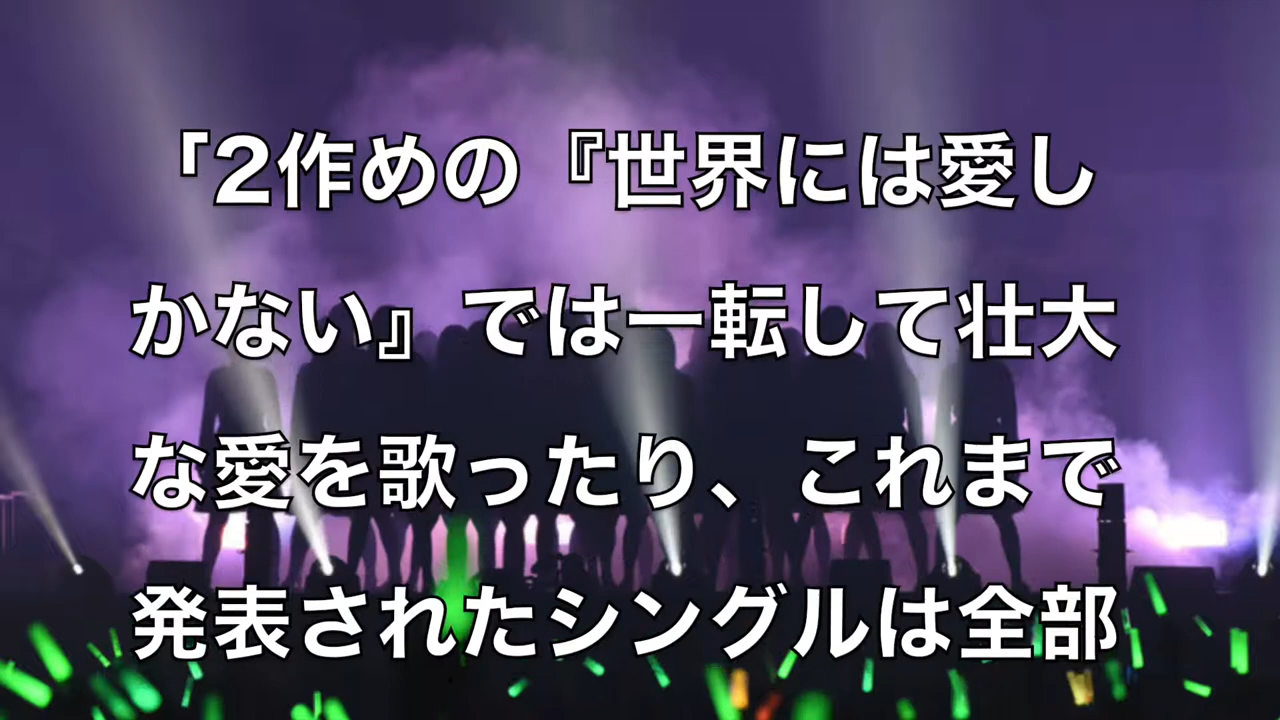 「2作めの『世界には愛し
かない』では一転して壮大
な愛を歌ったり、これまで
発表されたシングルは全部